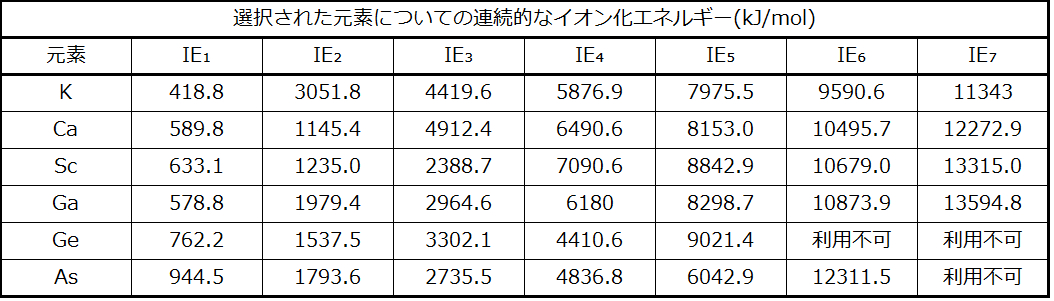 選択された元素についての連続的なイオン化エネルギー(kJ/mol)
元素 IE₁ IE₂ IE₃ IE₄ IE₅ IE₆ IE₇
K 418.8 3051.8 4419.6 5876.9 7975.5 9590.6 11343
Ca 589.8 1145.4 4912.4 6490.6 8153.0 10495.7 12272.9
Sc 633.1 1235.0 2388.7 7090.6 8842.9 10679.0 13315.0
Ga 578.8 1979.4 2964.6 6180 8298.7 10873.9 13594.8
Ge 762.2 1537.5 3302.1 4410.6 9021.4 利用不可 利用不可
As 944.5 1793.6 2735.5 4836.8 6042.9 12311.5 利用不可